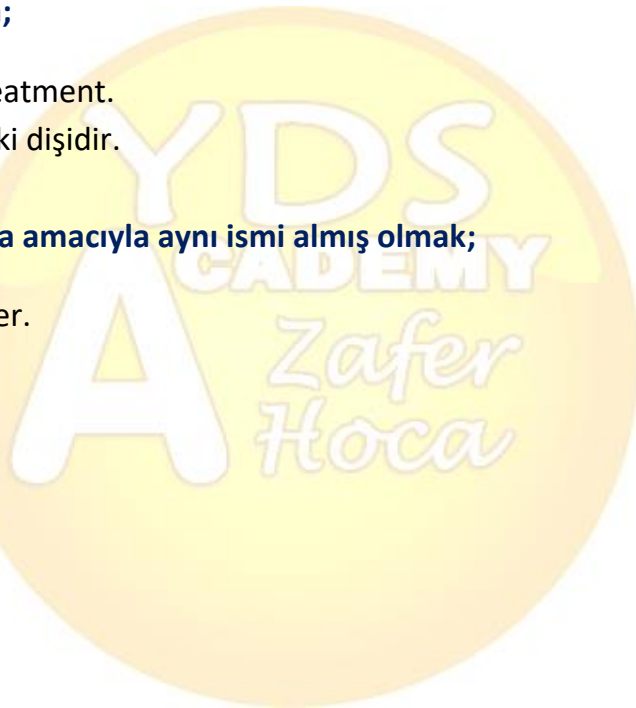 ;
eatment.
ki dişidir.
a amacıyla aynı ismi almış olmak;
er.
YDS
ACADEMY
Zafer
Hoca